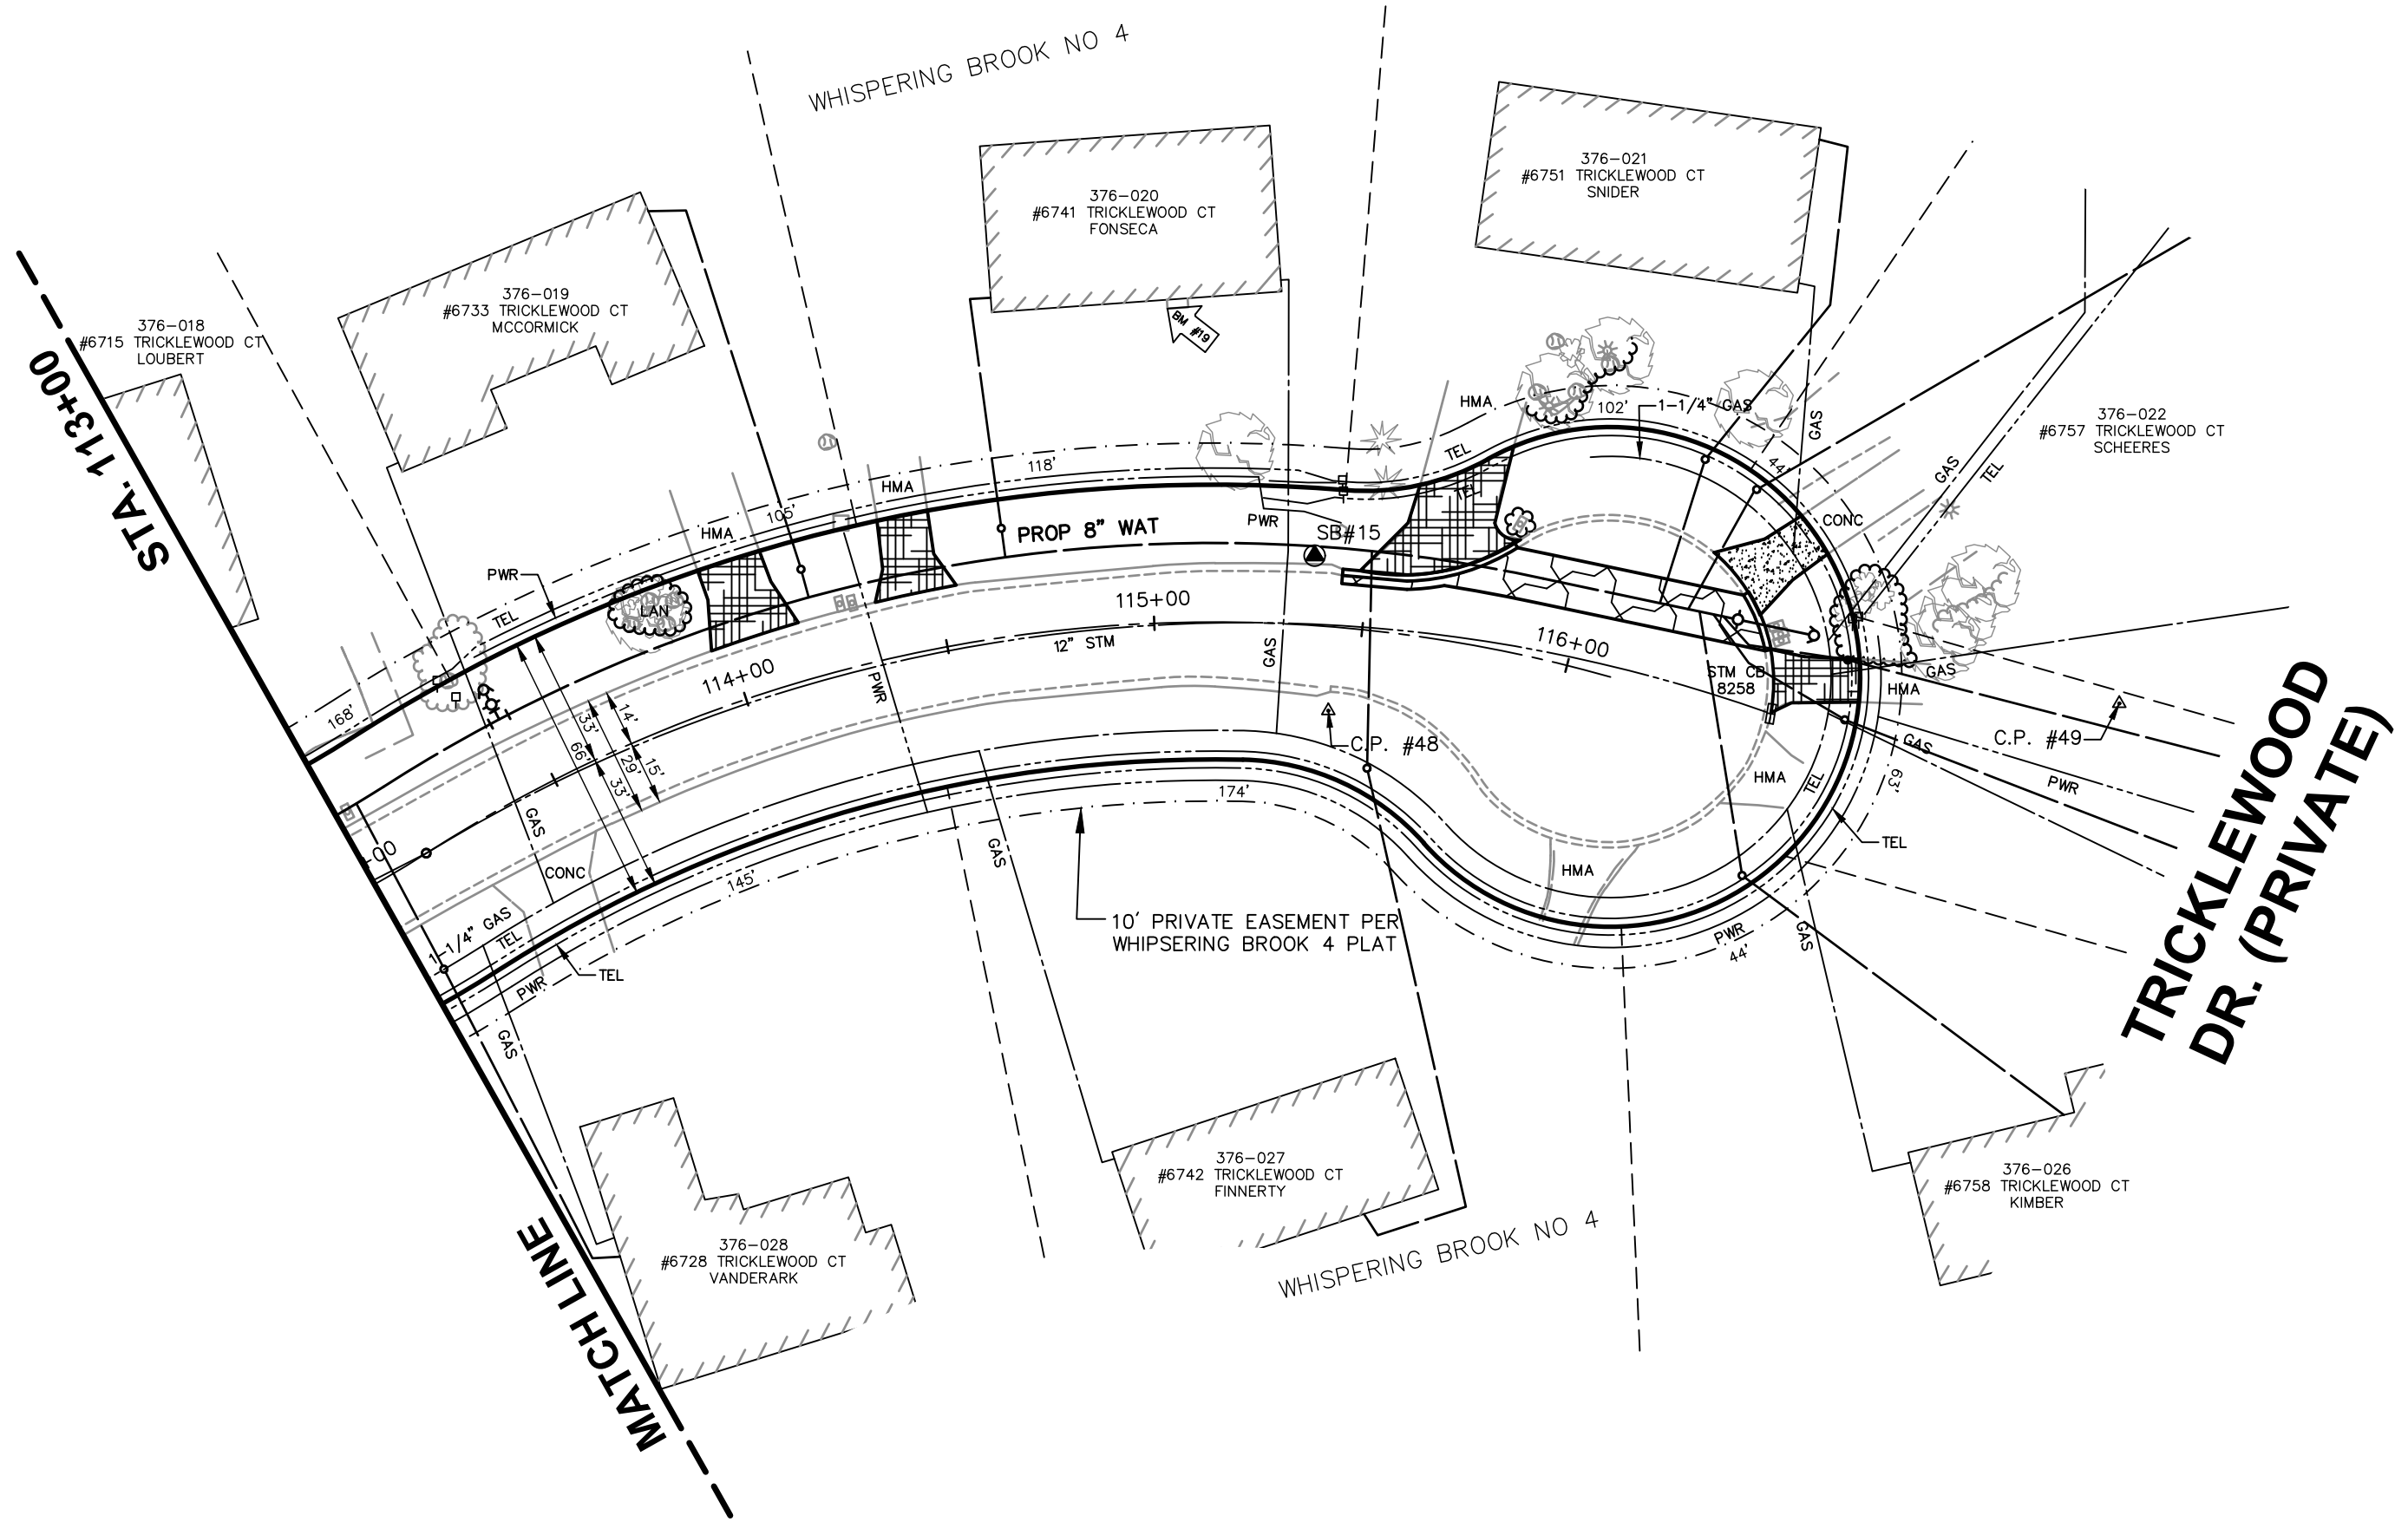 WHISPERING BROOK NO 4
376-021
#6751 TRICKLEWOOD CT
SNIDER
376-020
#6741 TRICKLEWOOD CT
FONSECA
376-019
#6733 TRICKLEWOOD CT
MCCORMICK
376-018
#6715 TRICKLEWOOD CT
LOUBERT
BM #19
STA. 113+00
376-022
#6757 TRICKLEWOOD CT
SCHEERES
HMA
102'
1-1/4" GAS
GAS
TEL
118'
44'
GAS
TEL
HMA
TEL
105'
HMA
PWR
PROP 8" WAT
SB#15
CONC
PWR
LAN
TEL
115+00
12" STM
GAS
116+00
STM CB
8258
GAS
HMA
114+00
PWR
168'
14'
33'
66'
29'
15'
33'
C.P. #48
C.P. #49
GAS
PWR
HMA
TEL
63'
TEL
GAS
00
CONC
GAS
174'
145'
HMA
1-1/4" GAS
TEL
10' PRIVATE EASEMENT PER
WHIPSERING BROOK 4 PLAT
PWR
44'
GAS
TEL
PWR
GAS
TRICKLEWOOD
DR. (PRIVATE)
376-027
#6742 TRICKLEWOOD CT
FINNERTY
376-026
#6758 TRICKLEWOOD CT
KIMBER
376-028
#6728 TRICKLEWOOD CT
VANDERARK
WHISPERING BROOK NO 4
MATCH LINE